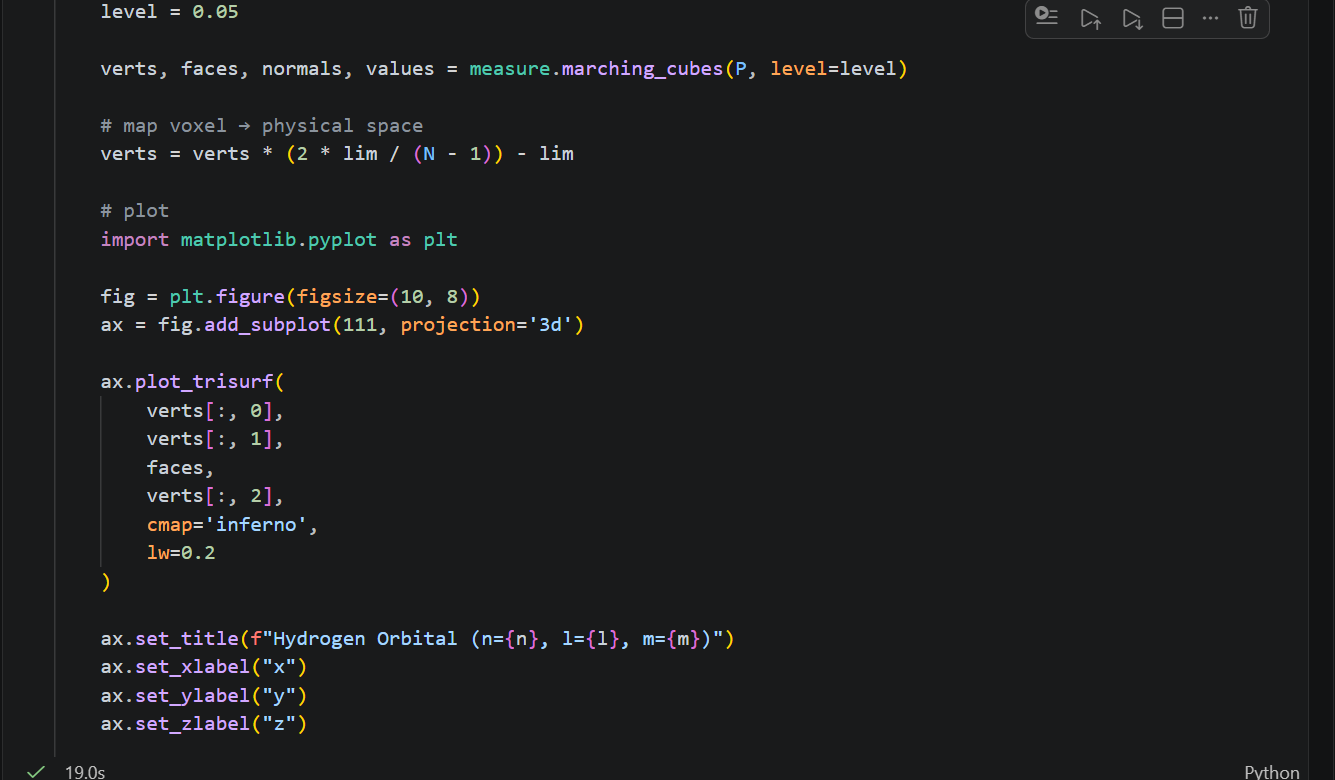 level = 0.05
verts, faces, normals, values = measure.marching_cubes(P, level=level)
# map voxel → physical space
verts = verts * (2 * lim / (N - 1)) - lim
# plot
import matplotlib.pyplot as plt
fig = plt.figure(figsize=(10, 8))
ax = fig.add_subplot(111, projection='3d')
ax.plot_trisurf(
    verts[:, 0],
    verts[:, 1],
    faces,
    verts[:, 2],
    cmap='inferno',
    lw=0.2
)
ax.set_title(f"Hydrogen Orbital (n={n}, l={l}, m={m})")
ax.set_xlabel("x")
ax.set_ylabel("y")
ax.set_zlabel("z")
19.0s
Python